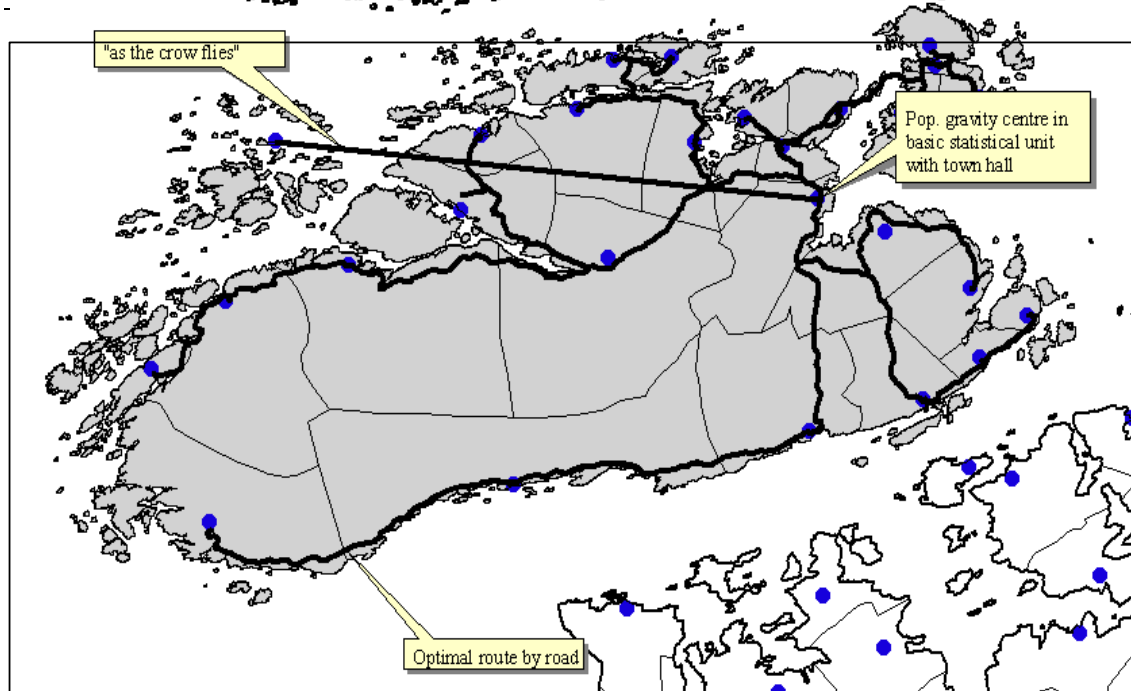 "as the crow flies"
Pop. gravity centre in
basic statistical unit
with town hall
Optimal route by road